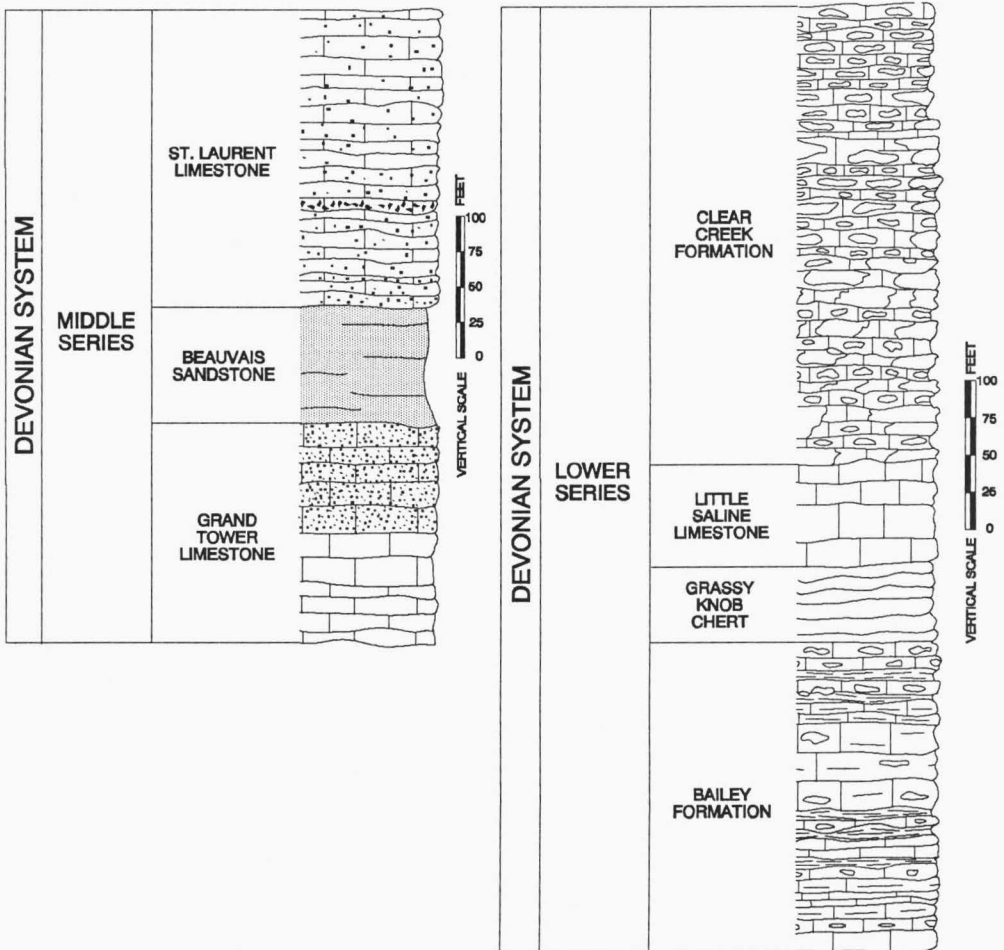 DEVONIAN SYSTEM
MIDDLE
SERIES
ST. LAURENT
LIMESTONE
BEAUVAIS
SANDSTONE
GRAND
TOWER
LIMESTONE
FEET
100
75
50
25
0
VERTICAL SCALE
DEVONIAN SYSTEM
LOWER
SERIES
CLEAR
CREEK
FORMATION
LITTLE
SALINE
LIMESTONE
GRASSY
KNOB
CHERT
BAILEY
FORMATION
FEET
100
75
50
25
0
VERTICAL SCALE